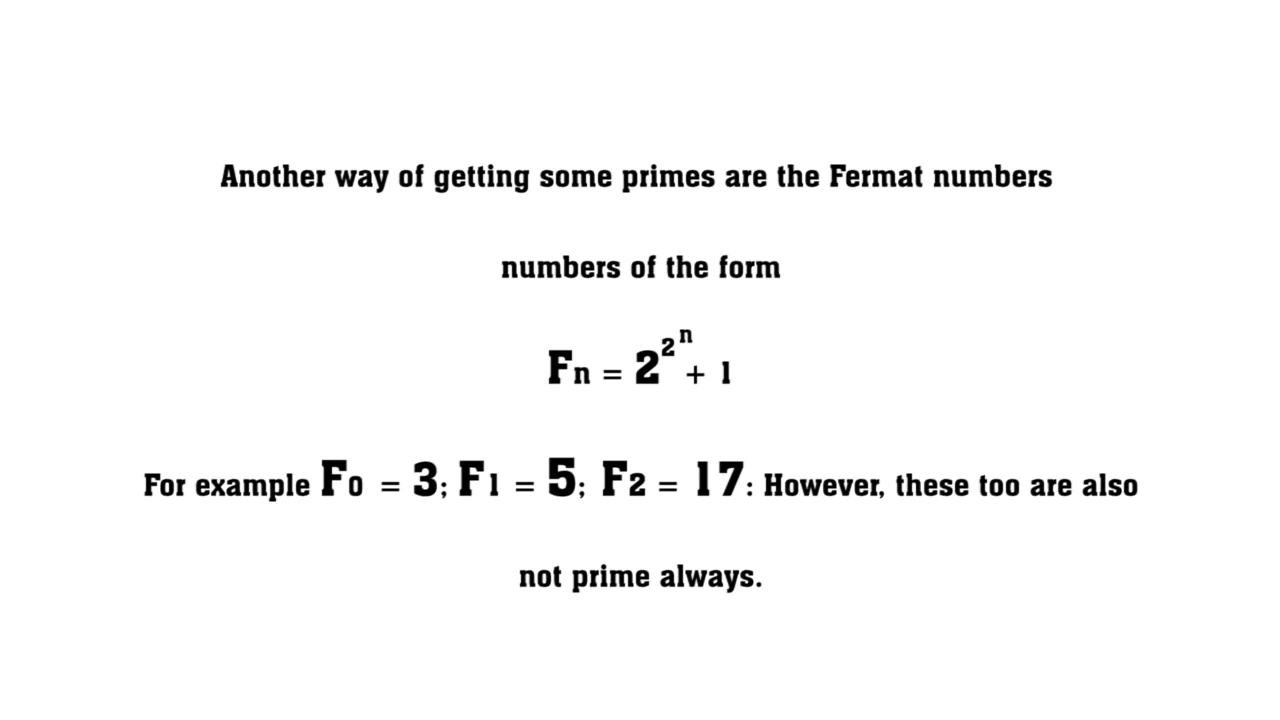 Another way of getting some primes are the Fermat numbers
numbers of the form
Fn = 2^2^n + 1
For example F0 = 3; F1 = 5; F2 = 17: However, these too are also
not prime always.